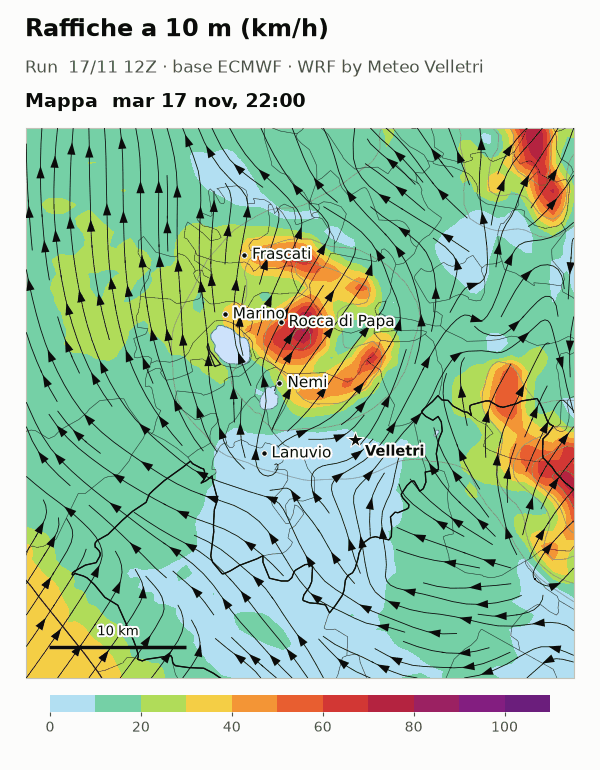 Raffiche a 10 m (km/h)
Run  17/11 12Z · base ECMWF · WRF by Meteo Velletri
Mappa  mar 17 nov, 22:00
Frascati
Marino
Rocca di Papa
Nemi
Velletri
Lanuvio
10 km
0 20 40 60 80 100